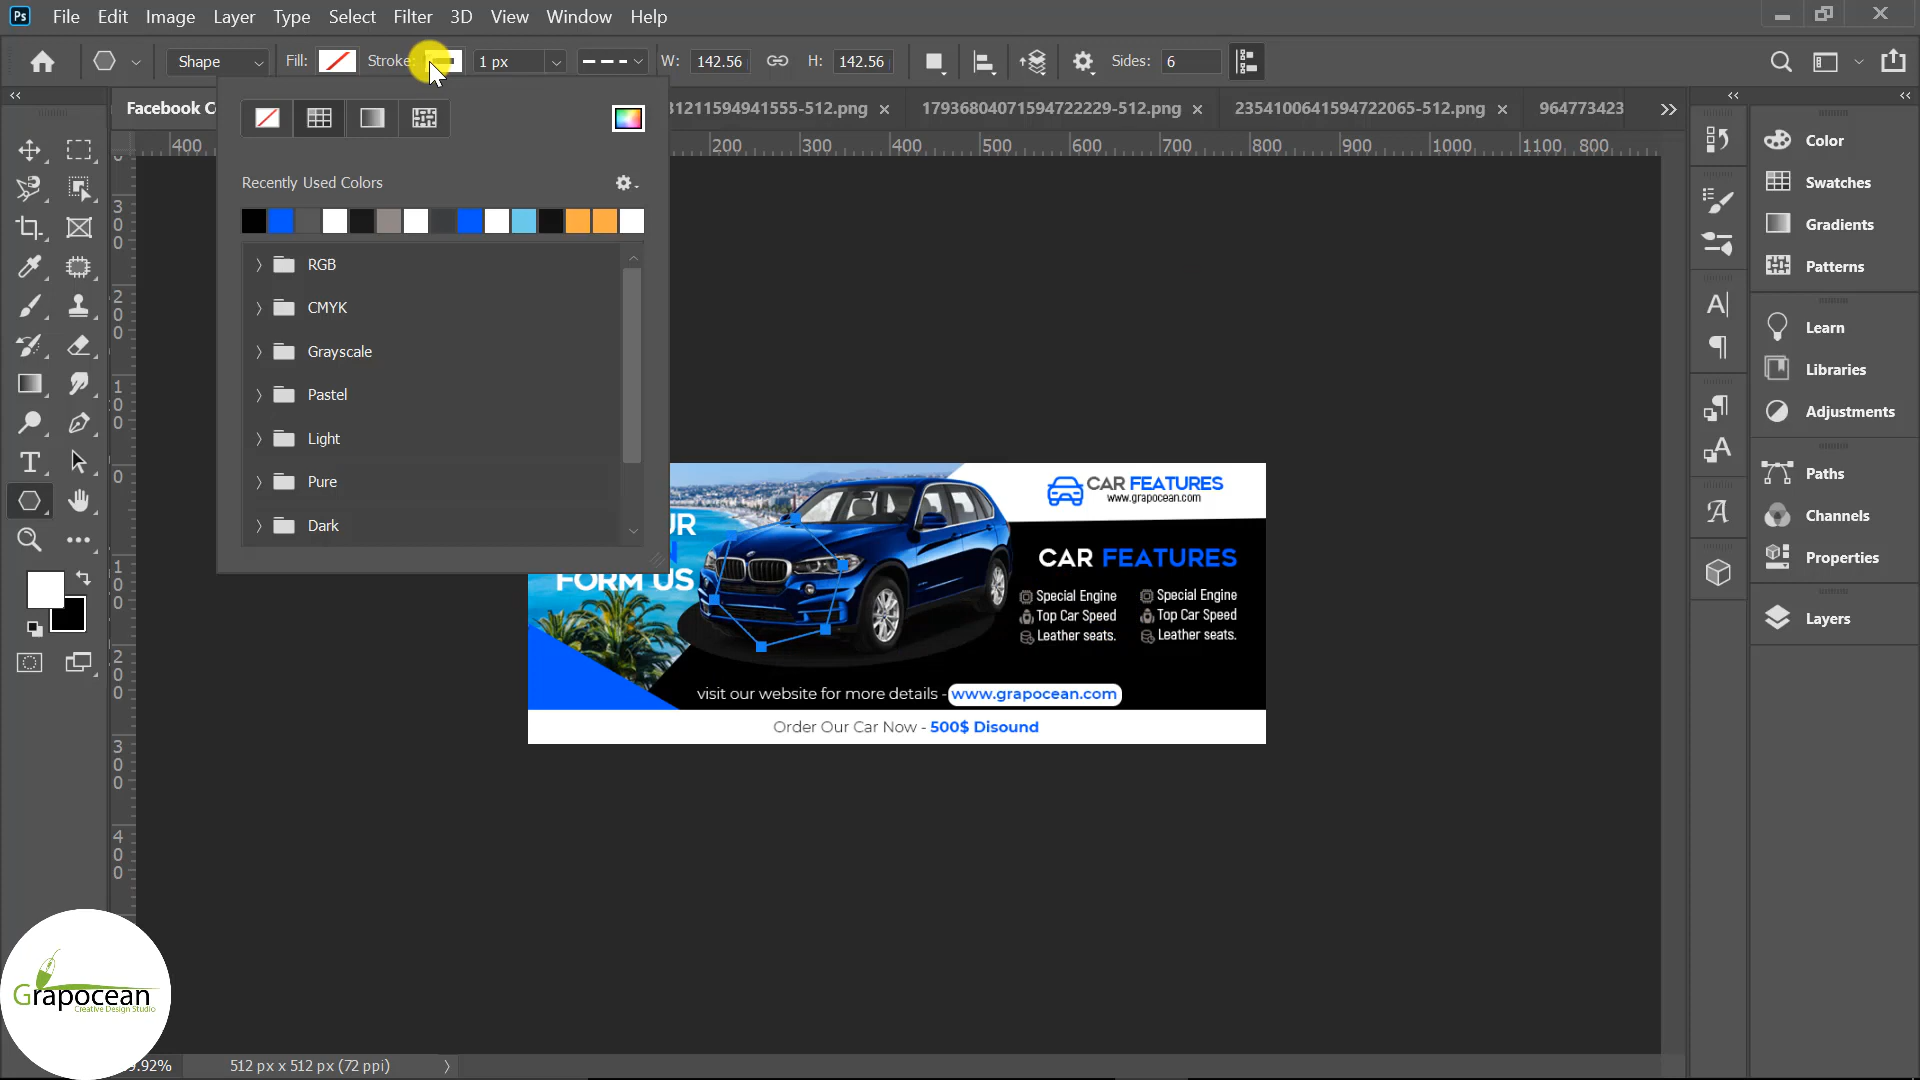 Ps File Edit Image Layer Type Select Filter 3D View Window Help
Shape Fill: Stroke: 1 px W: 142.56 H: 142.56 Sides: 6
Facebook C 31211594941555-512.png × 17936804071594722229-512.png × 2354100641594722065-512.png × 964773423
400 200 300 400 500 600 700 800 900 1000 1100 800
Recently Used Colors
RGB
CMYK
Grayscale
Pastel
Light
Pure
Dark
300
200
100
0
100
200
300
400
Color
Swatches
Gradients
Patterns
Learn
Libraries
Adjustments
Paths
Channels
Properties
Layers
CAR FEATURES
www.grapocean.com
UR
N
FORM US
CAR FEATURES
Special Engine Special Engine
Top Car Speed Top Car Speed
Leather seats. Leather seats.
visit our website for more details - www.grapocean.com
Order Our Car Now - 500$ Disound
Grapocean
Creative Design Studio
9.92% 512 px x 512 px (72 ppi)